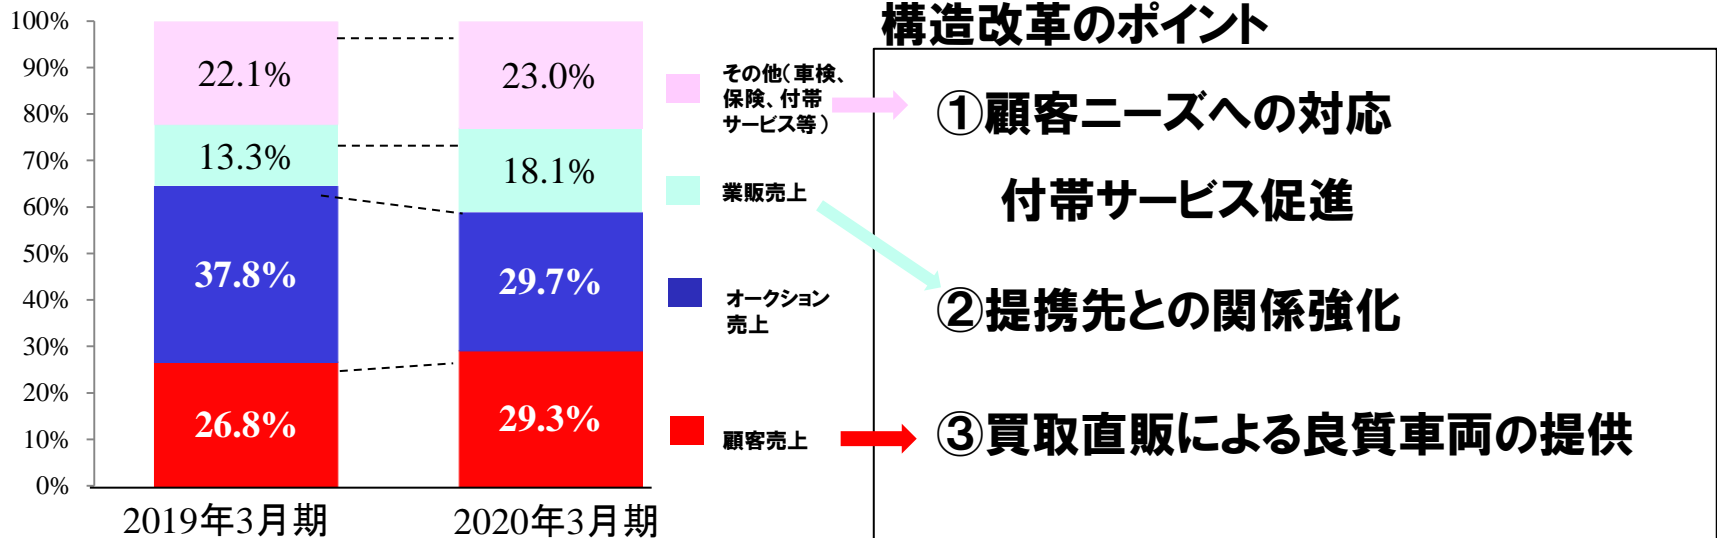 構造改革のポイント
100%
90%
80%
70%
60%
50%
40%
30%
20%
10%
0%
22.1%
13.3%
37.8%
26.8%
23.0%
18.1%
29.7%
29.3%
2019年3月期
2020年3月期
その他(車検、
保険、付帯
サービス等)
業販売上
オークション
売上
顧客売上
①顧客ニーズへの対応
付帯サービス促進
②提携先との関係強化
③買取直販による良質車両の提供